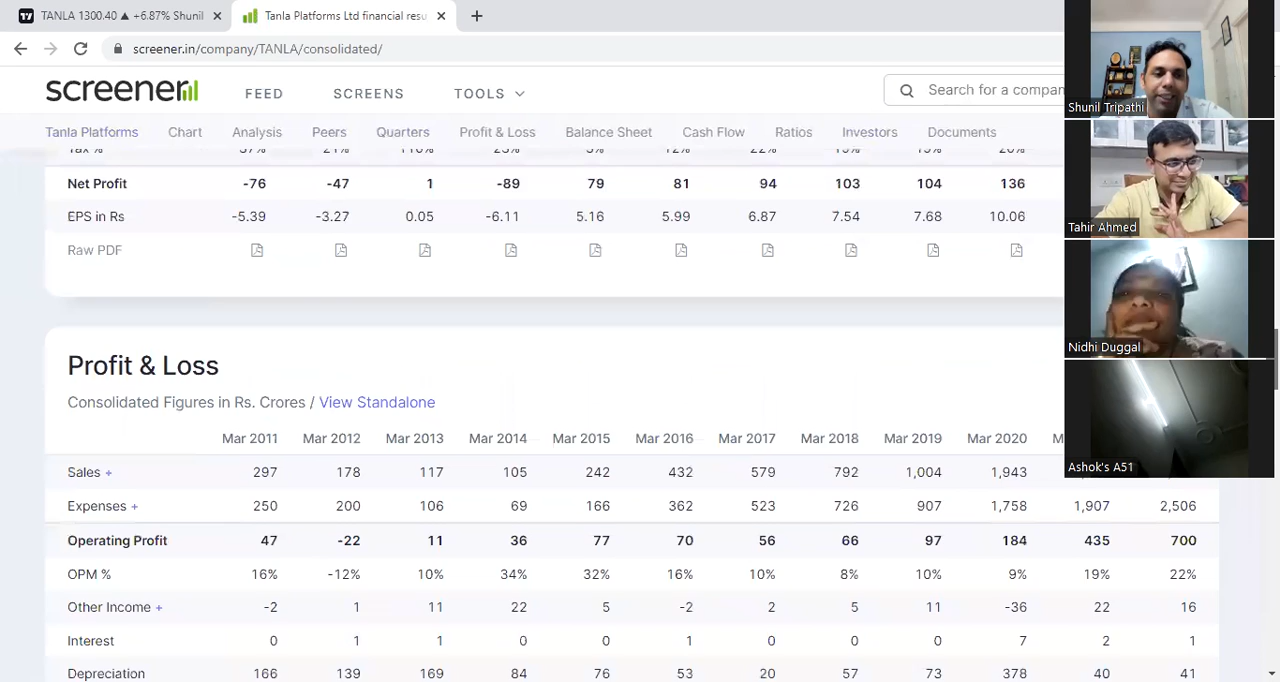 TANLA 1300.40 ▲ +6.87% Shunil
Tanla Platforms Ltd financial resu
screener.in/company/TANLA/consolidated/
screener FEED SCREENS TOOLS Search for a compan
Tanla Platforms Chart Analysis Peers Quarters Profit & Loss Balance Sheet Cash Flow Ratios Investors Documents
Net Profit -76 -47 1 -89 79 81 94 103 104 136
EPS in Rs -5.39 -3.27 0.05 -6.11 5.16 5.99 6.87 7.54 7.68 10.06
Raw PDF
Profit & Loss
Consolidated Figures in Rs. Crores / View Standalone
Mar 2011 Mar 2012 Mar 2013 Mar 2014 Mar 2015 Mar 2016 Mar 2017 Mar 2018 Mar 2019 Mar 2020 M
Sales + 297 178 117 105 242 432 579 792 1,004 1,943
Expenses + 250 200 106 69 166 362 523 726 907 1,758 1,907 2,506
Operating Profit 47 -22 11 36 77 70 56 66 97 184 435 700
OPM % 16% -12% 10% 34% 32% 16% 10% 8% 10% 9% 19% 22%
Other Income + -2 1 11 22 5 -2 2 5 11 -36 22 16
Interest 0 1 1 0 0 1 0 0 0 7 2 1
Depreciation 166 139 169 84 76 53 20 57 73 378 40 41
Shunil Tripathi
Tahir Ahmed
Nidhi Duggal
Ashok's A51